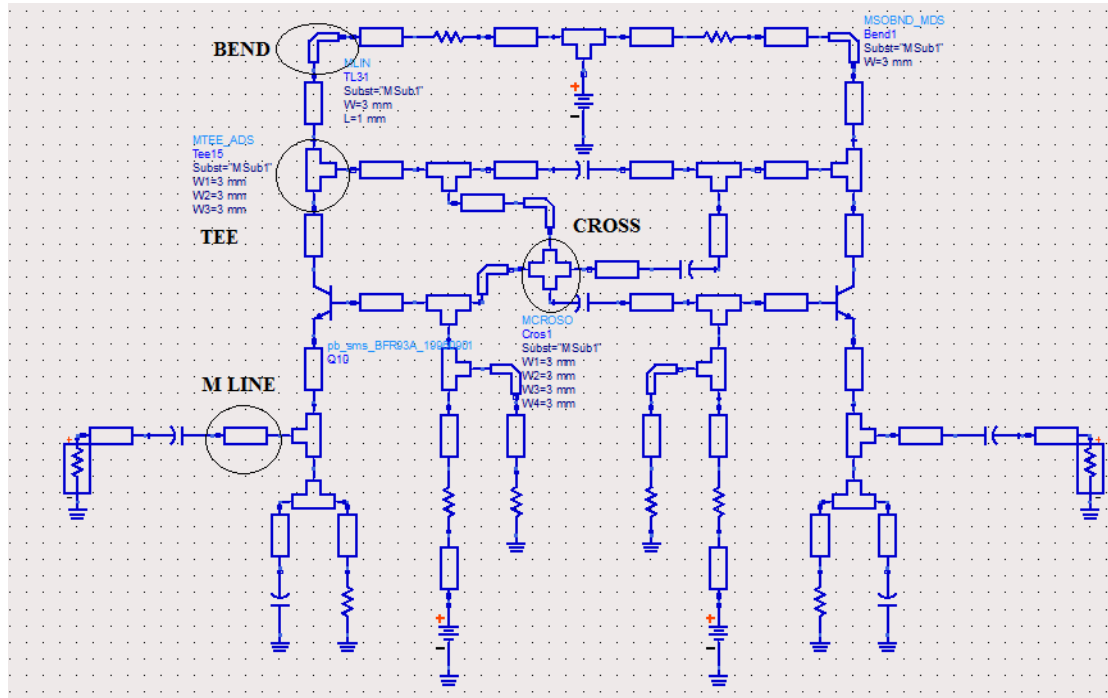 MSOBND_MDS
Bend1
Subst="MSub1"
W=3 mm
BEND
MLIN
TL31
Subst="MSub1"
W=3 mm
L=1 mm
MTEE_ADS
Tee15
Subst="MSub1"
W1=3 mm
W2=3 mm
W3=3 mm
TEE
CROSS
MCROSO
Cros1
Subst="MSub1"
W1=3 mm
W2=3 mm
W3=3 mm
W4=3 mm
Q10
M LINE